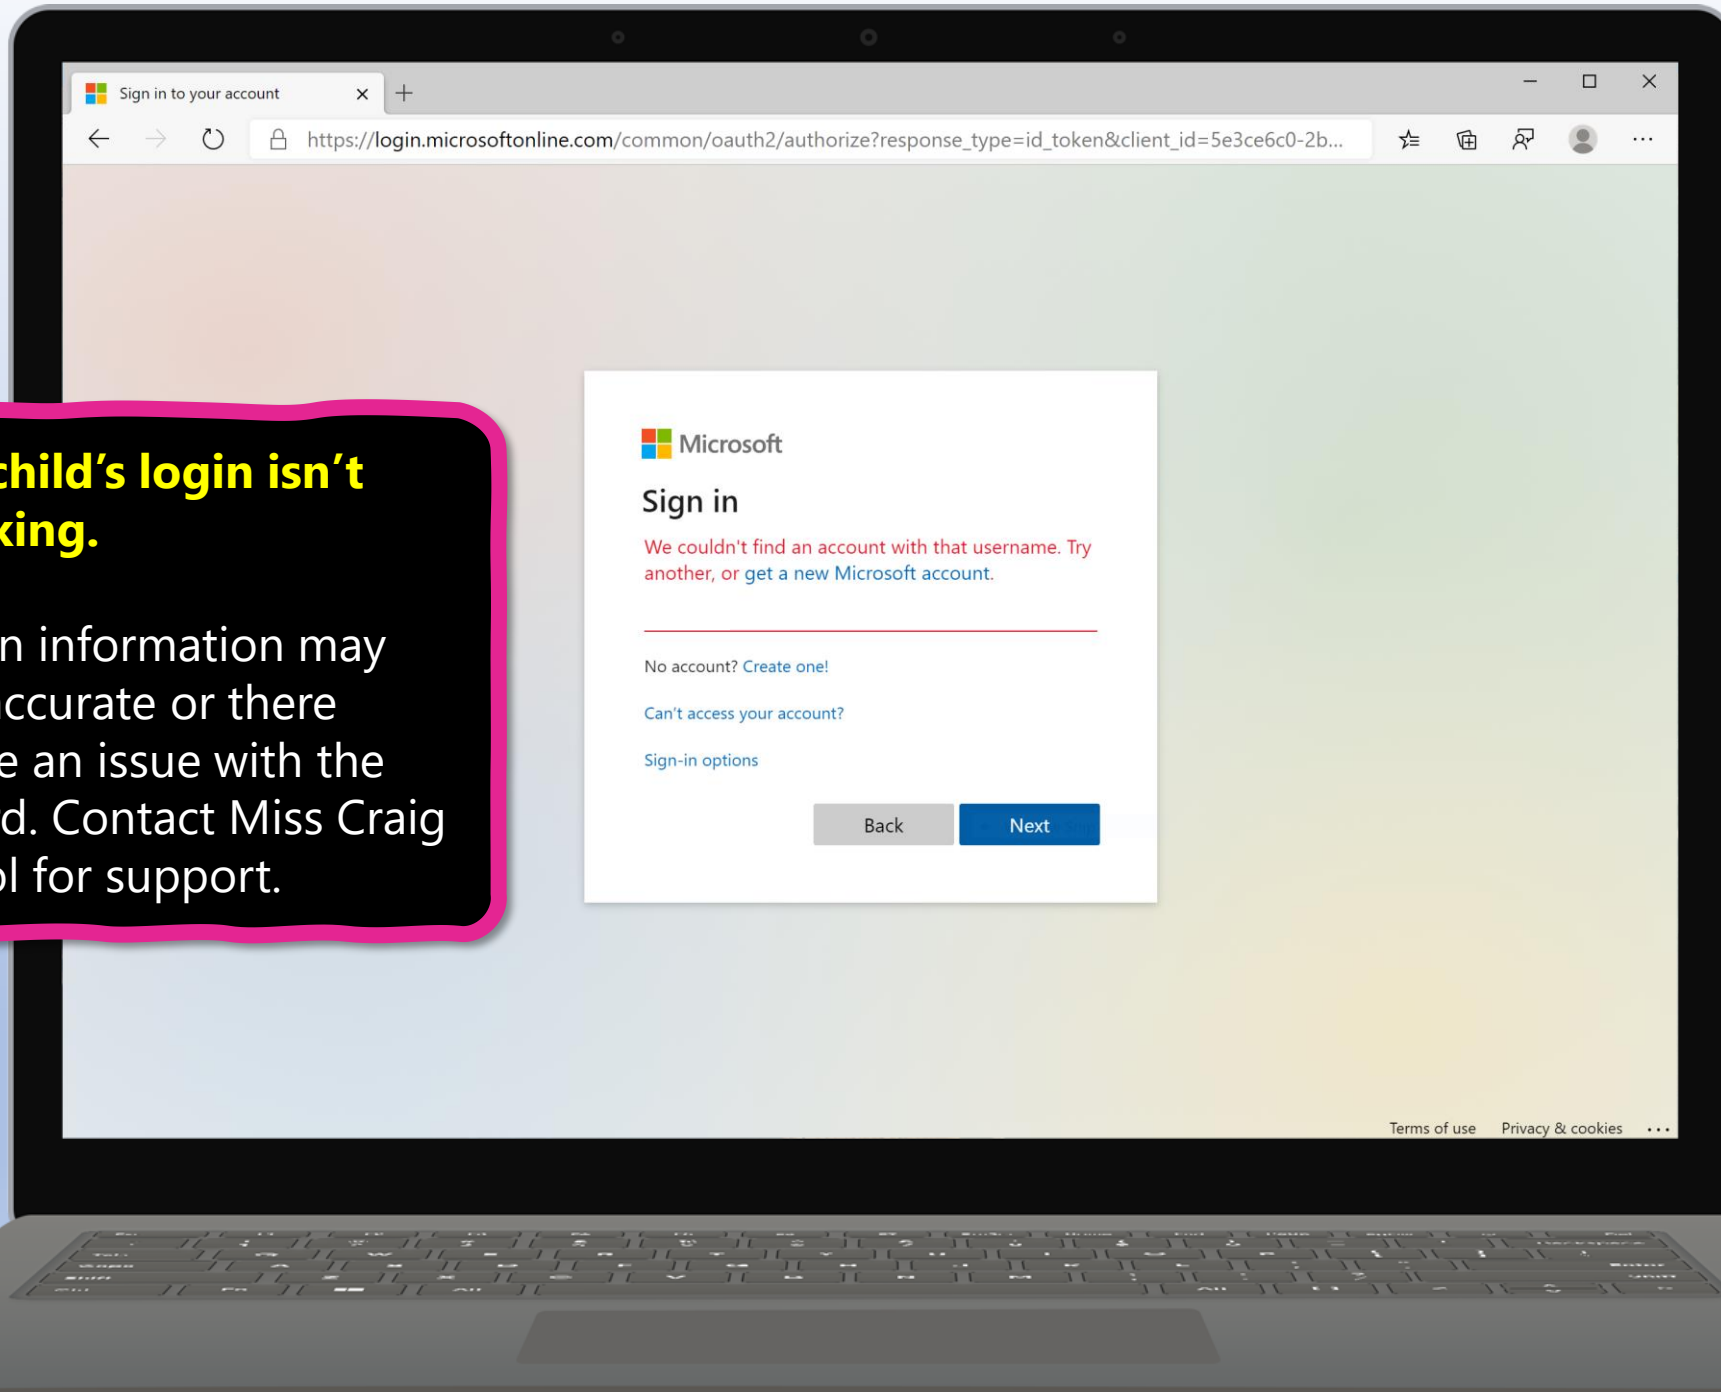 Sign in to your account
https://login.microsoftonline.com/common/oauth2/authorize?response_type=id_token&client_id=5e3ce6c0-2b...
child's login isn't
king.
n information may
ccurate or there
e an issue with the
rd. Contact Miss Craig
ol for support.
Microsoft
Sign in
We couldn't find an account with that username. Try
another, or get a new Microsoft account.
No account? Create one!
Can't access your account?
Sign-in options
Back Next
Terms of use Privacy & cookies ...